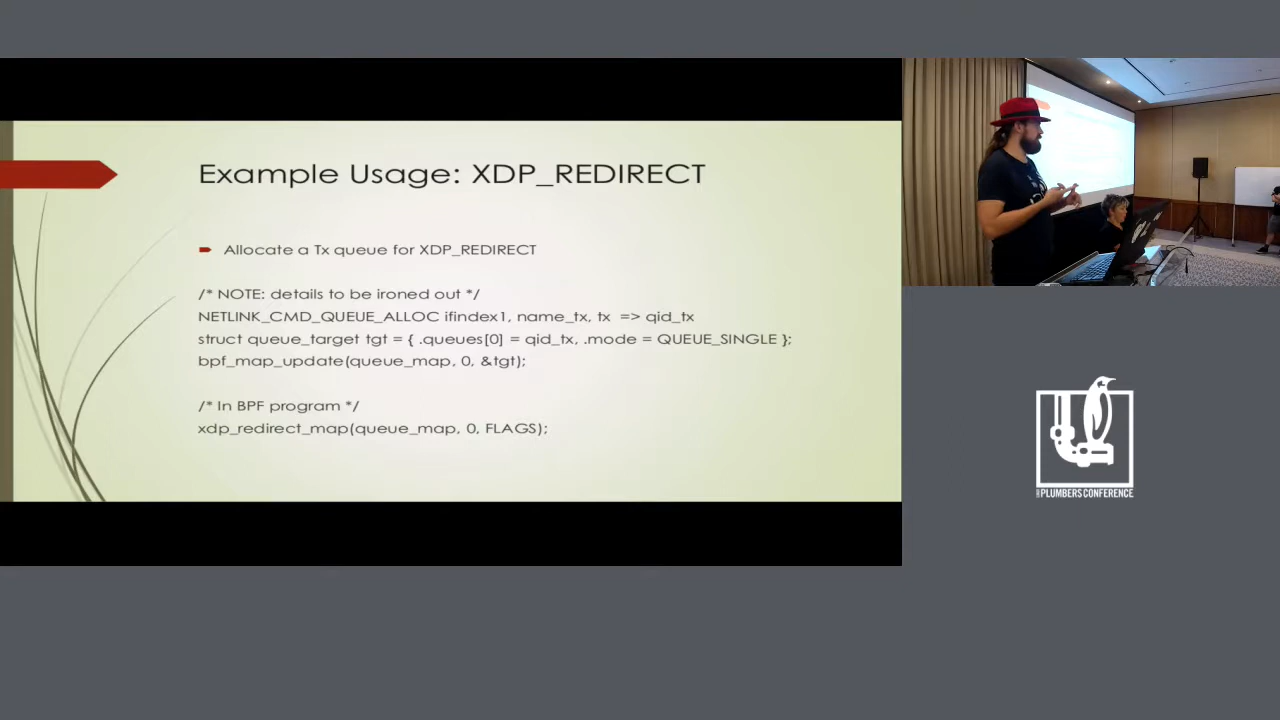 Example Usage: XDP_REDIRECT
Allocate a Tx queue for XDP_REDIRECT
/* NOTE: details to be ironed out */
NETLINK_CMD_QUEUE_ALLOC ifindex1, name_tx, tx => qid_tx
struct queue_target tgt = { .queues[0] = qid_tx, .mode = QUEUE_SINGLE };
bpf_map_update(queue_map, 0, &tgt);
/* In BPF program */
xdp_redirect_map(queue_map, 0, FLAGS);
PLUMBERS CONFERENCE